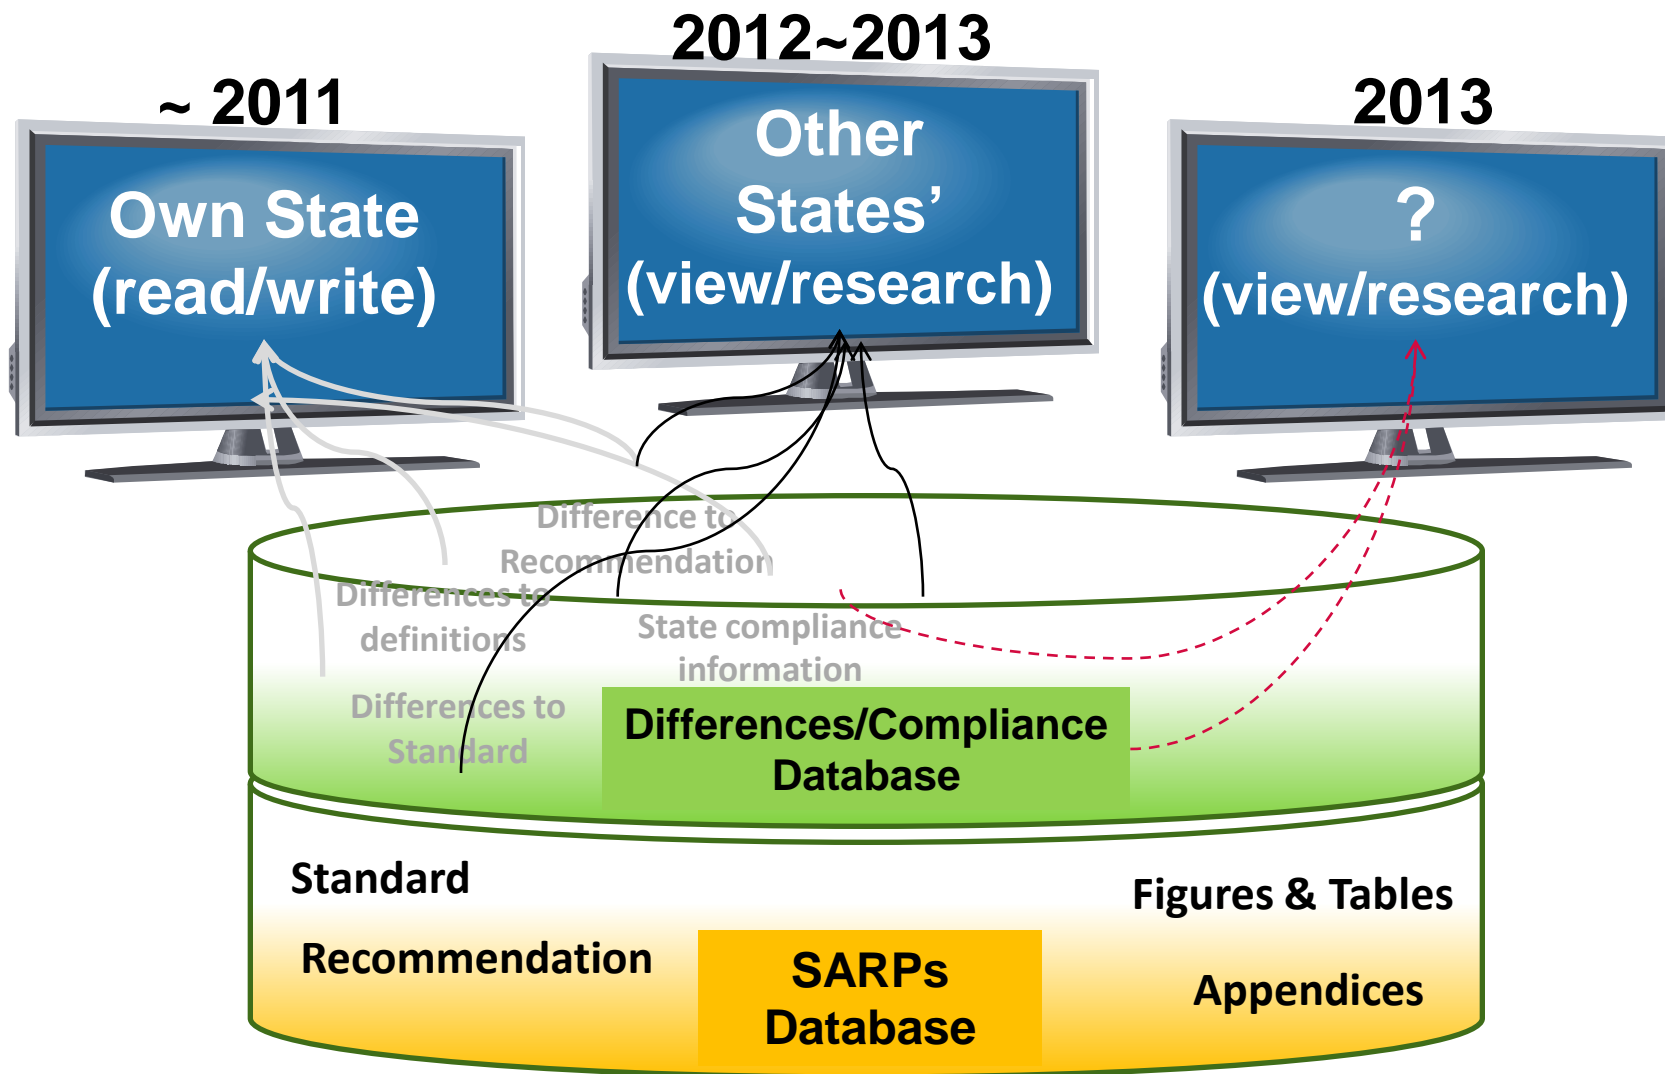 ~ 2011
2012~2013
2013
Own State
(read/write)
Other
States’
(view/research)
?
(view/research)
Difference to
Recommendation
Differences to
definitions
State compliance
information
Differences to
Standard
Differences/Compliance
Database
Standard
Recommendation
SARPs
Database
Figures & Tables
Appendices